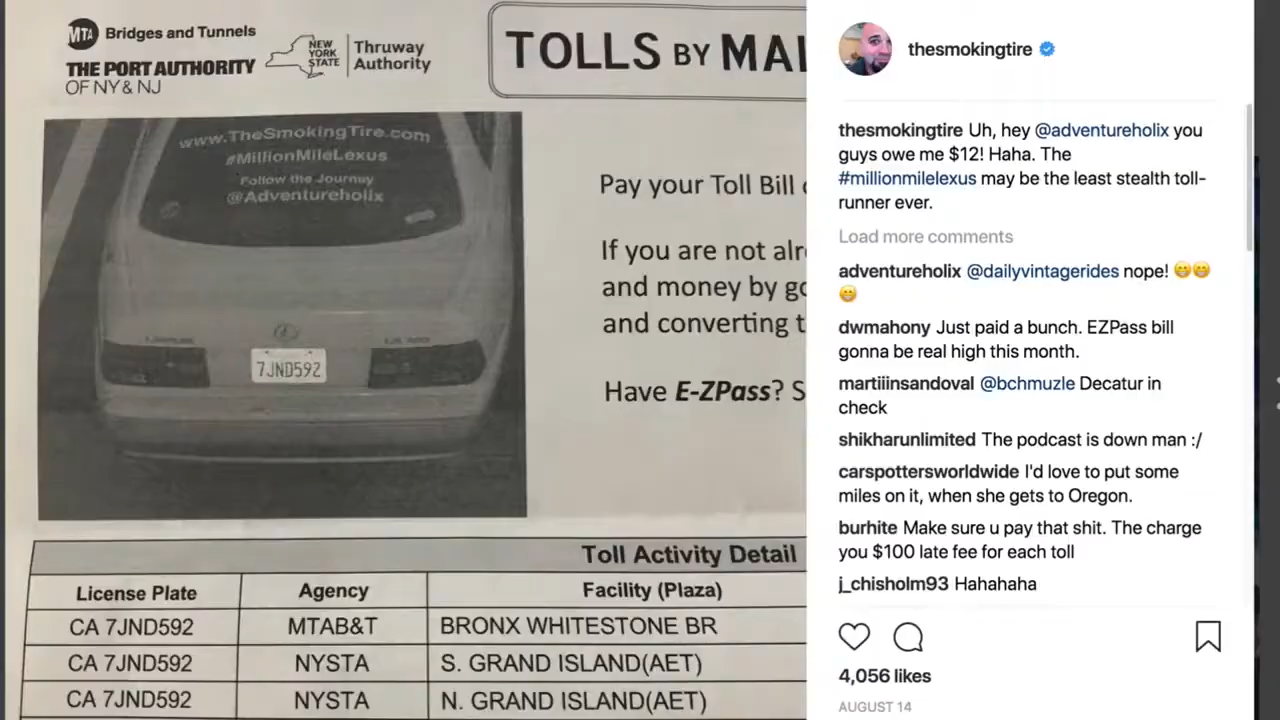 MTA Bridges and Tunnels
THE PORT AUTHORITY
OF NY & NJ
NEW
YORK
STATE
Thruway
Authority
TOLLS BY MAI
www.TheSmokingTire.com
#MillionMileLexus
Follow the Journey
@Adventureholix
7JND592
Pay your Toll Bill
If you are not alr
and money by go
and converting t
Have E-ZPass? S
Toll Activity Detail
License Plate Agency Facility (Plaza)
CA 7JND592 MTAB&T BRONX WHITESTONE BR
CA 7JND592 NYSTA S. GRAND ISLAND(AET)
CA 7JND592 NYSTA N. GRAND ISLAND(AET)
thesmokingtire
thesmokingtire Uh, hey @adventureholix you
guys owe me $12! Haha. The
#millionmilelexus may be the least stealth toll-
runner ever.
Load more comments
adventureholix @dailyvintagerides nope! 😁😁
😁
dwmahony Just paid a bunch. EZPass bill
gonna be real high this month.
martiiinsandoval @bchmuzle Decatur in
check
shikharunlimited The podcast is down man :/
carspottersworldwide I'd love to put some
miles on it, when she gets to Oregon.
burhite Make sure u pay that shit. The charge
you $100 late fee for each toll
j_chisholm93 Hahahaha
4,056 likes
AUGUST 14